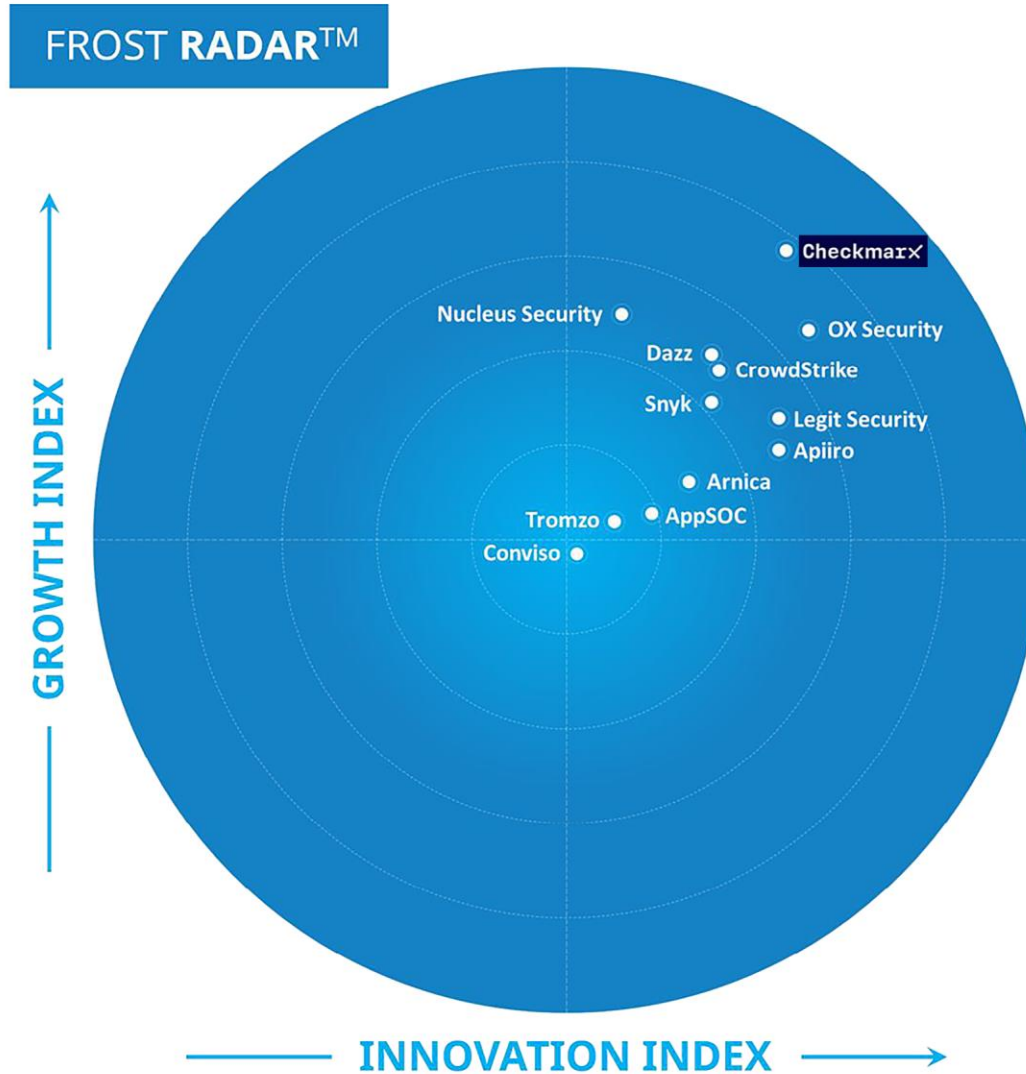 FROST RADAR™
Checkmarx
Nucleus Security
OX Security
Dazz
CrowdStrike
Snyk
Legit Security
Apiiro
Arnica
AppSOC
Tromzo
Conviso
GROWTH INDEX
INNOVATION INDEX